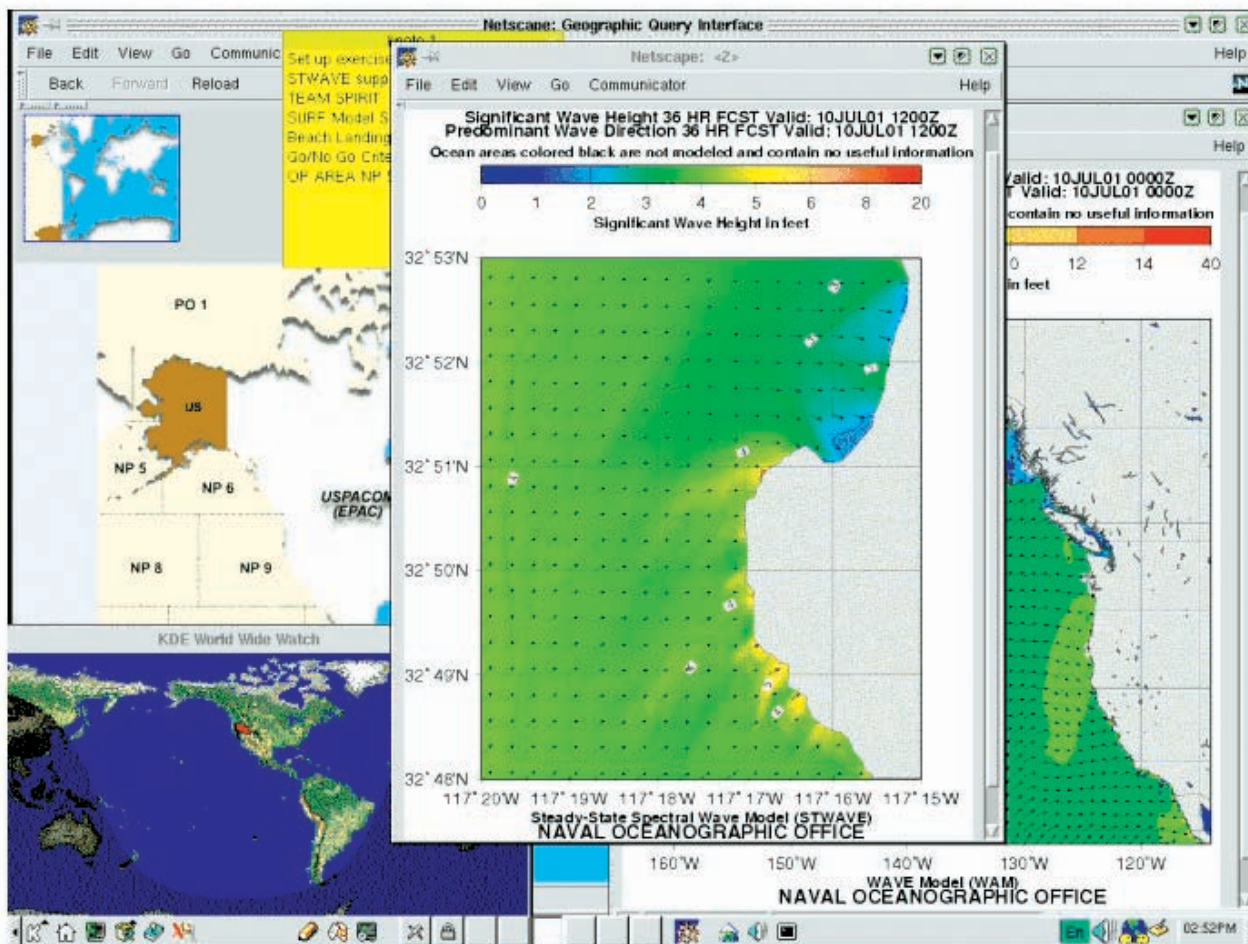 Netscape: Geographic Query Interface
File Edit View Go Communic
Help
Back Forward Reload
Set up exercise
STWAVE supp
TEAM SPIRIT
SURF Model S
Beach Landing
Go/No Go Crite
OP AREA NP
PO 1
US
NP 5
NP 6
USPACOM
(EPAC)
NP 8
NP 9
KDE World Wide Watch
Netscape: <2>
File Edit View Go Communicator Help
Significant Wave Height 36 HR FCST Valid: 10JUL01 1200Z
Predominant Wave Direction 36 HR FCST Valid: 10JUL01 1200Z
Ocean areas colored black are not modeled and contain no useful information
0 1 2 3 4 5 6 8 20
Significant Wave Height in feet
32°53'N
32°52'N
32°51'N
32°50'N
32°49'N
32°48'N
117°20'W 117°19'W 117°18'W 117°17'W 117°16'W 117°15'W
Steady-State Spectral Wave Model (STWAVE)
NAVAL OCEANOGRAPHIC OFFICE
Help
Valid: 10JUL01 0000Z
T Valid: 10JUL01 0000Z
contain no useful information
0 12 14 40
in feet
160°W 150°W 140°W 130°W 120°W
WAVE Model (WAM)
NAVAL OCEANOGRAPHIC OFFICE
En 02:52PM